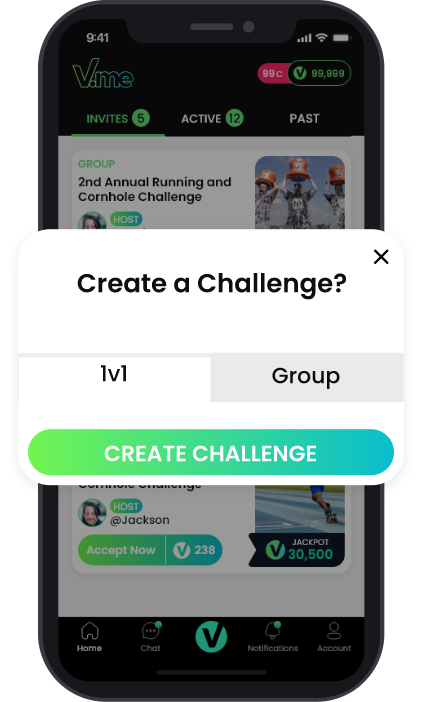 9:41
V.me
99C
V 99,999
INVITES 5
ACTIVE 12
PAST
GROUP
2nd Annual Running and
Cornhole Challenge
HOST
Create a Challenge?
1v1
Group
CREATE CHALLENGE
Cornhole Challenge
HOST
@Jackson
Accept Now
V 238
JACKPOT
V 30,500
Home
Chat
V
Notifications
Account